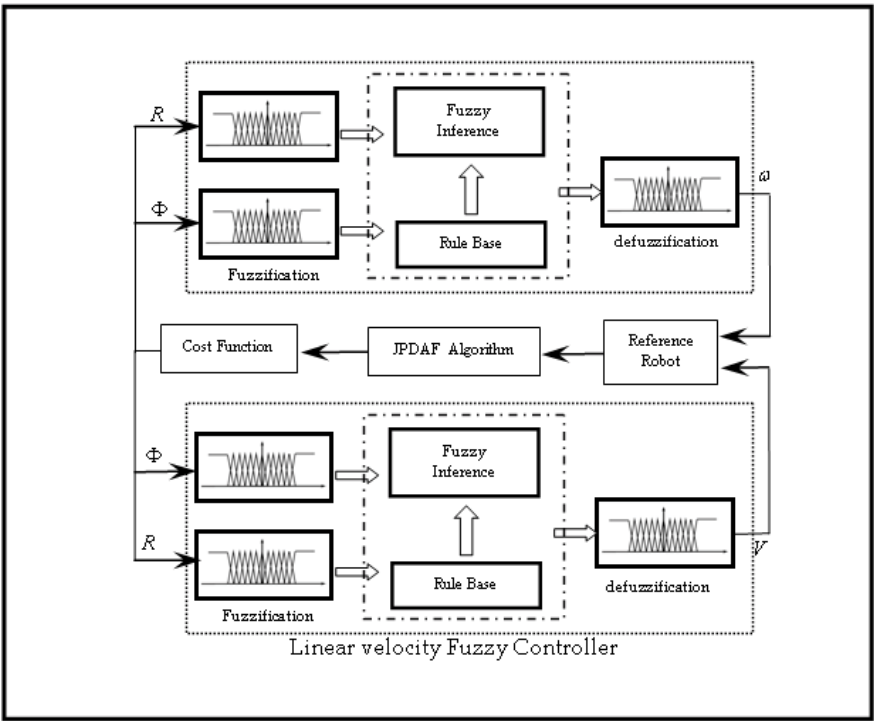 R
Fuzzy
Inference
Φ
Rule Base
ω
defuzzification
Fuzzification
Cost Function
JPDAF Algorithm
Reference
Robot
Φ
Fuzzy
Inference
R
Rule Base
V
defuzzification
Fuzzification
Linear velocity Fuzzy Controller